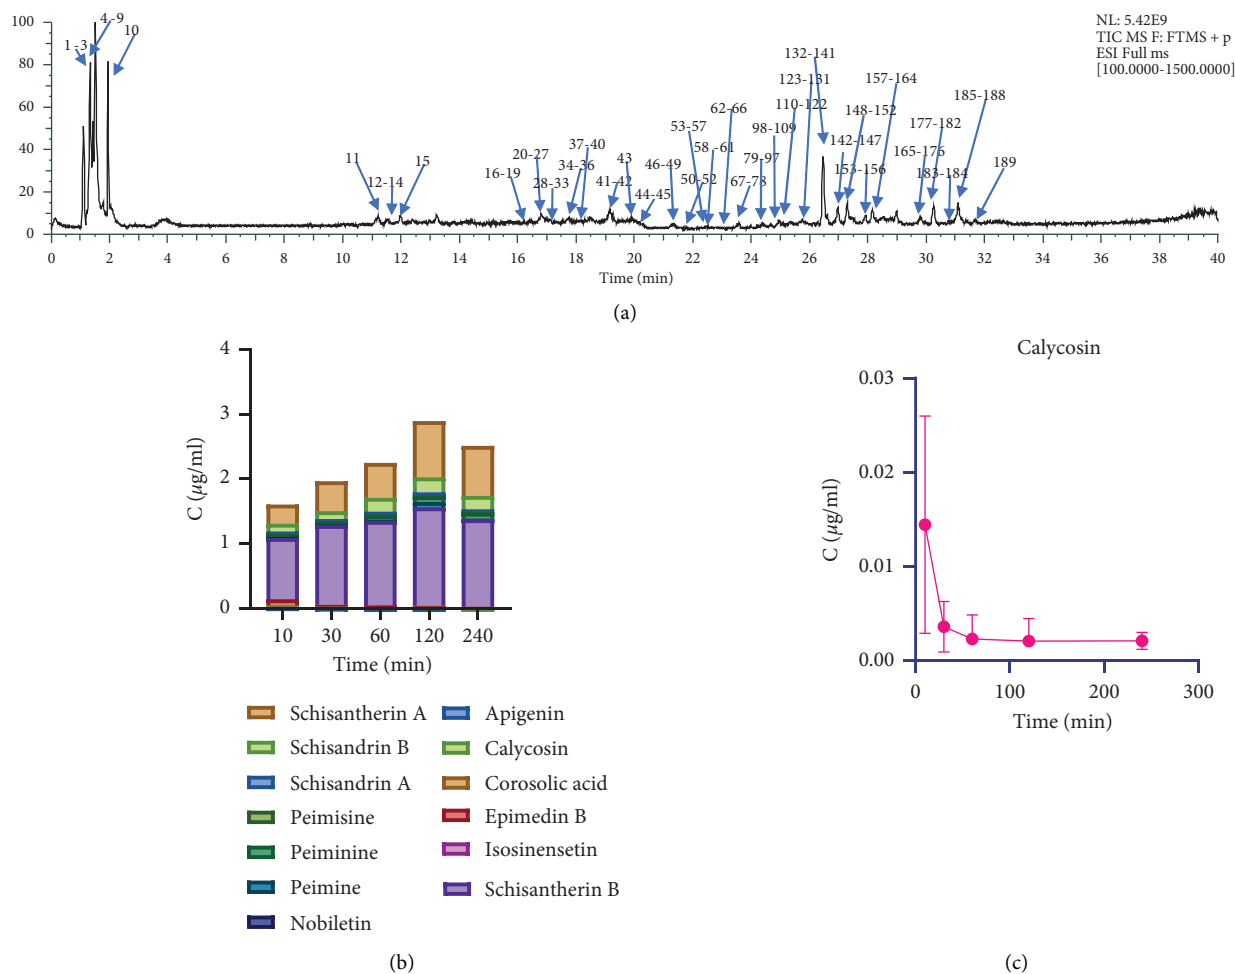 NL: 5.42E9
TIC MS F: FTMS + p
ESI Full ms
[100.0000-1500.0000]
100
80
60
40
20
0
1 -3
4.-9
10
11
12-14
15
16-19
20-27
28-33
34-36
37-40
41-42
43
44-45
46-49
50-52
53-57
58 -61
62-66
67-78
79-97
98-109
110-122
123-131
132-141
142-147
148-152
153-156
157-164
165-176
177-182
183-184
185-188
189
0 2 4 6 8 10 12 14 16 18 20 22 24 26 28 30 32 34 36 38 40
Time (min)
(a)
4
3
2
1
0
C (μg/ml)
10 30 60 120 240
Time (min)
Schisantherin A
Schisandrin B
Schisandrin A
Peimisine
Peiminine
Peimine
Nobiletin
Apigenin
Calycosin
Corosolic acid
Epimedin B
Isosinensetin
Schisantherin B
(b)
Calycosin
0.03
0.02
0.01
0.00
C (μg/ml)
0 100 200 300
Time (min)
(c)